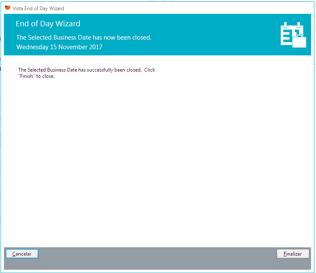 Vista End of Day Wizard
End of Day Wizard
The Selected Business Date has now been closed.
Wednesday 15 November 2017
The Selected Business Date has successfully been closed. Click
"Finish" to close.
Cancelar
Finalizar